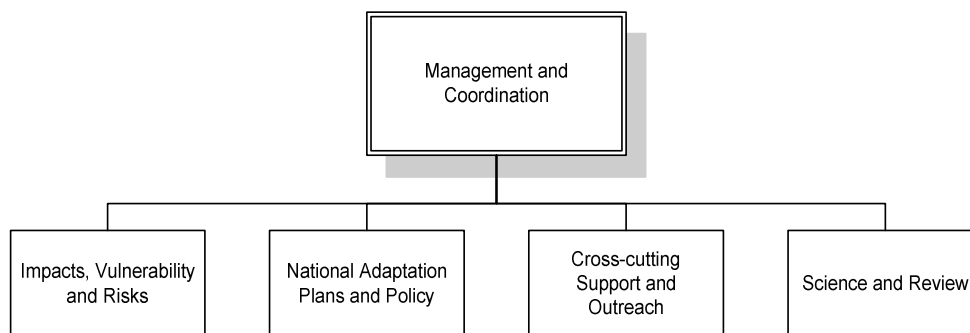 Management and
Coordination
Impacts, Vulnerability
and Risks
National Adaptation
Plans and Policy
Cross-cutting
Support and
Outreach
Science and Review